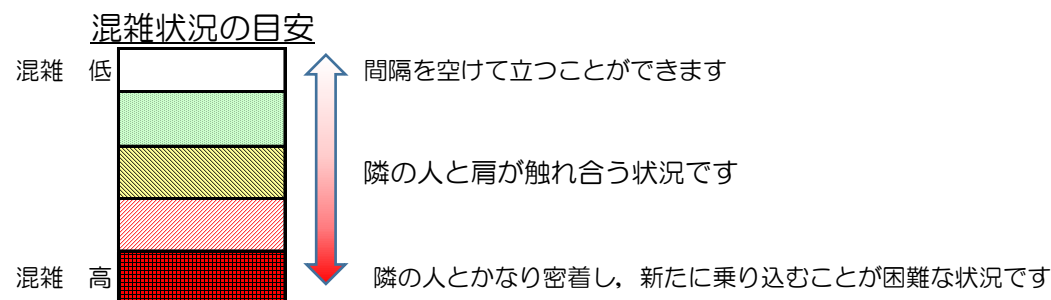 混雑状況の目安
混雑 低 間隔を空けて立つことができます
隣の人と肩が触れ合う状況です
混雑 高 隣の人とかなり密着し，新たに乗り込むことが困難な状況です